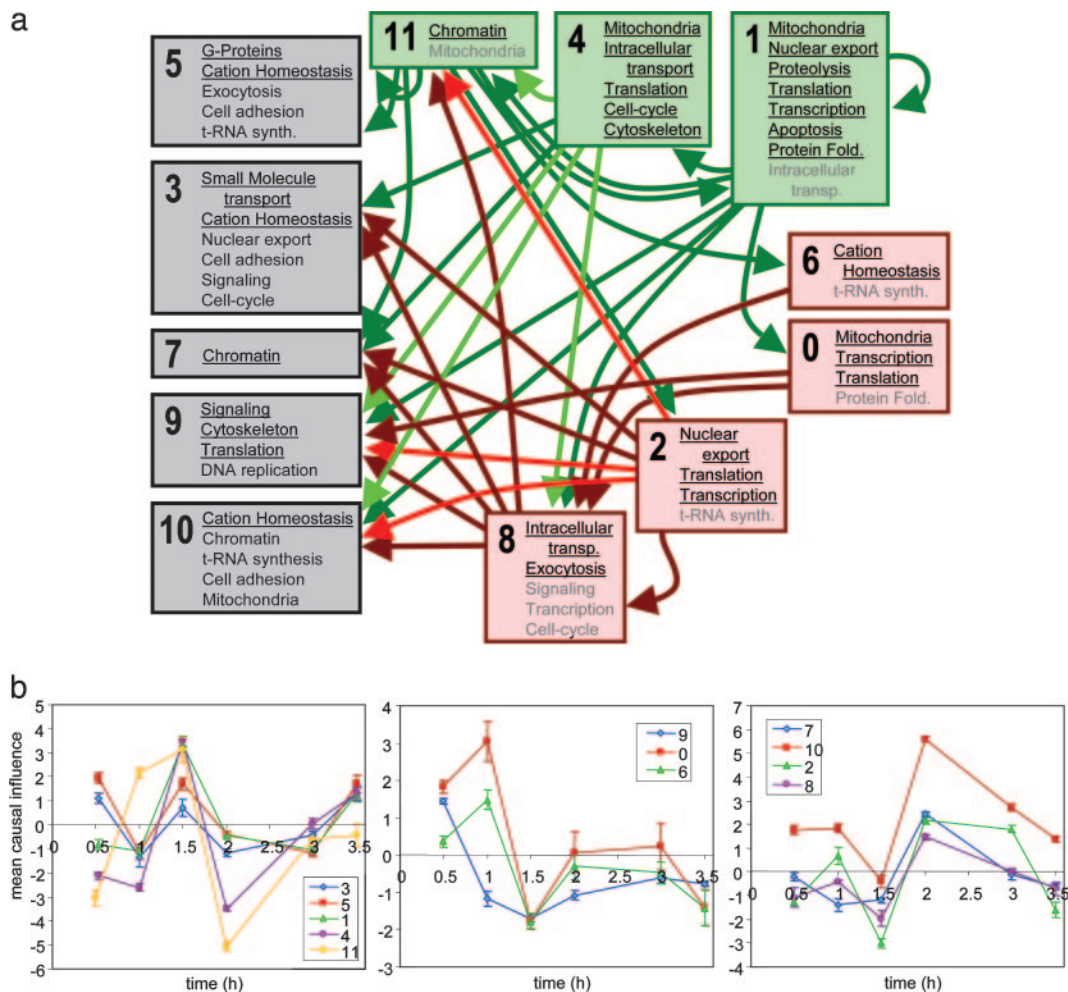 a
5
G-Proteins
Cation Homeostasis
Exocytosis
Cell adhesion
t-RNA synth.
11
Chromatin
Mitochondria
4
Mitochondria
Intracellular
transport
Translation
Cell-cycle
Cytoskeleton
1
Mitochondria
Nuclear export
Proteolysis
Translation
Transcription
Apoptosis
Protein Fold.
Intracellular
transp.
3
Small Molecule
transport
Cation Homeostasis
Nuclear export
Cell adhesion
Signaling
Cell-cycle
6
Cation
Homeostasis
t-RNA synth.
7
Chromatin
0
Mitochondria
Transcription
Translation
Protein Fold.
9
Signaling
Cytoskeleton
Translation
DNA replication
2
Nuclear
export
Translation
Transcription
t-RNA synth.
10
Cation Homeostasis
Chromatin
t-RNA synthesis
Cell adhesion
Mitochondria
8
Intracellular
transp.
Exocytosis
Signaling
Trancription
Cell-cycle
b
mean causal influence
5
4
3
2
1
0
-1
-2
-3
-4
-5
-6
0.5 1 1.5 2 2.5 3 3.5
3
5
1
4
11
time (h)
4
3
2
1
0
-1
-2
-3
0.5 1 1.5 2 2.5 3 3.5
9
0
6
time (h)
7
6
5
4
3
2
1
0
-1
-2
-3
-4
0.5 1 1.5 2 2.5 3 3.5
7
10
2
8
time (h)